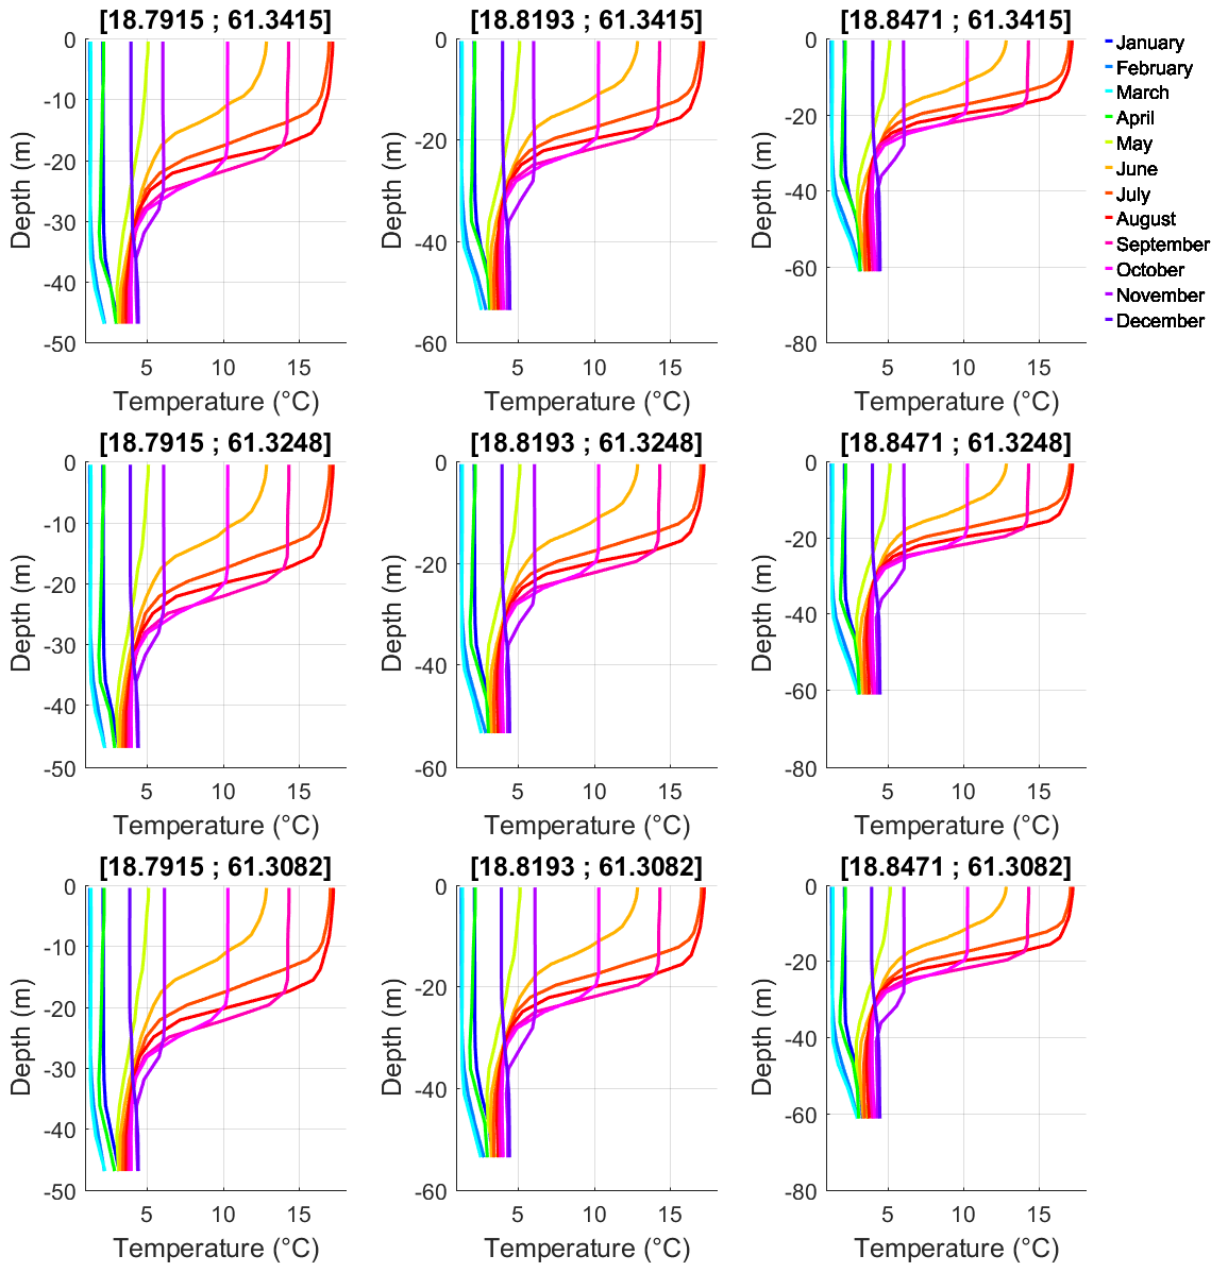 [18.7915 ; 61.3415]
0
-10
-20
-30
-40
-50
Depth (m)
5 10 15
Temperature (°C)
[18.8193 ; 61.3415]
0
-20
-40
-60
Depth (m)
5 10 15
Temperature (°C)
[18.8471 ; 61.3415]
0
-20
-40
-60
-80
Depth (m)
5 10 15
Temperature (°C)
January
February
March
April
May
June
July
August
September
October
November
December
[18.7915 ; 61.3248]
0
-10
-20
-30
-40
-50
Depth (m)
5 10 15
Temperature (°C)
[18.8193 ; 61.3248]
0
-20
-40
-60
Depth (m)
5 10 15
Temperature (°C)
[18.8471 ; 61.3248]
0
-20
-40
-60
-80
Depth (m)
5 10 15
Temperature (°C)
[18.7915 ; 61.3082]
0
-10
-20
-30
-40
-50
Depth (m)
5 10 15
Temperature (°C)
[18.8193 ; 61.3082]
0
-20
-40
-60
Depth (m)
5 10 15
Temperature (°C)
[18.8471 ; 61.3082]
0
-20
-40
-60
-80
Depth (m)
5 10 15
Temperature (°C)